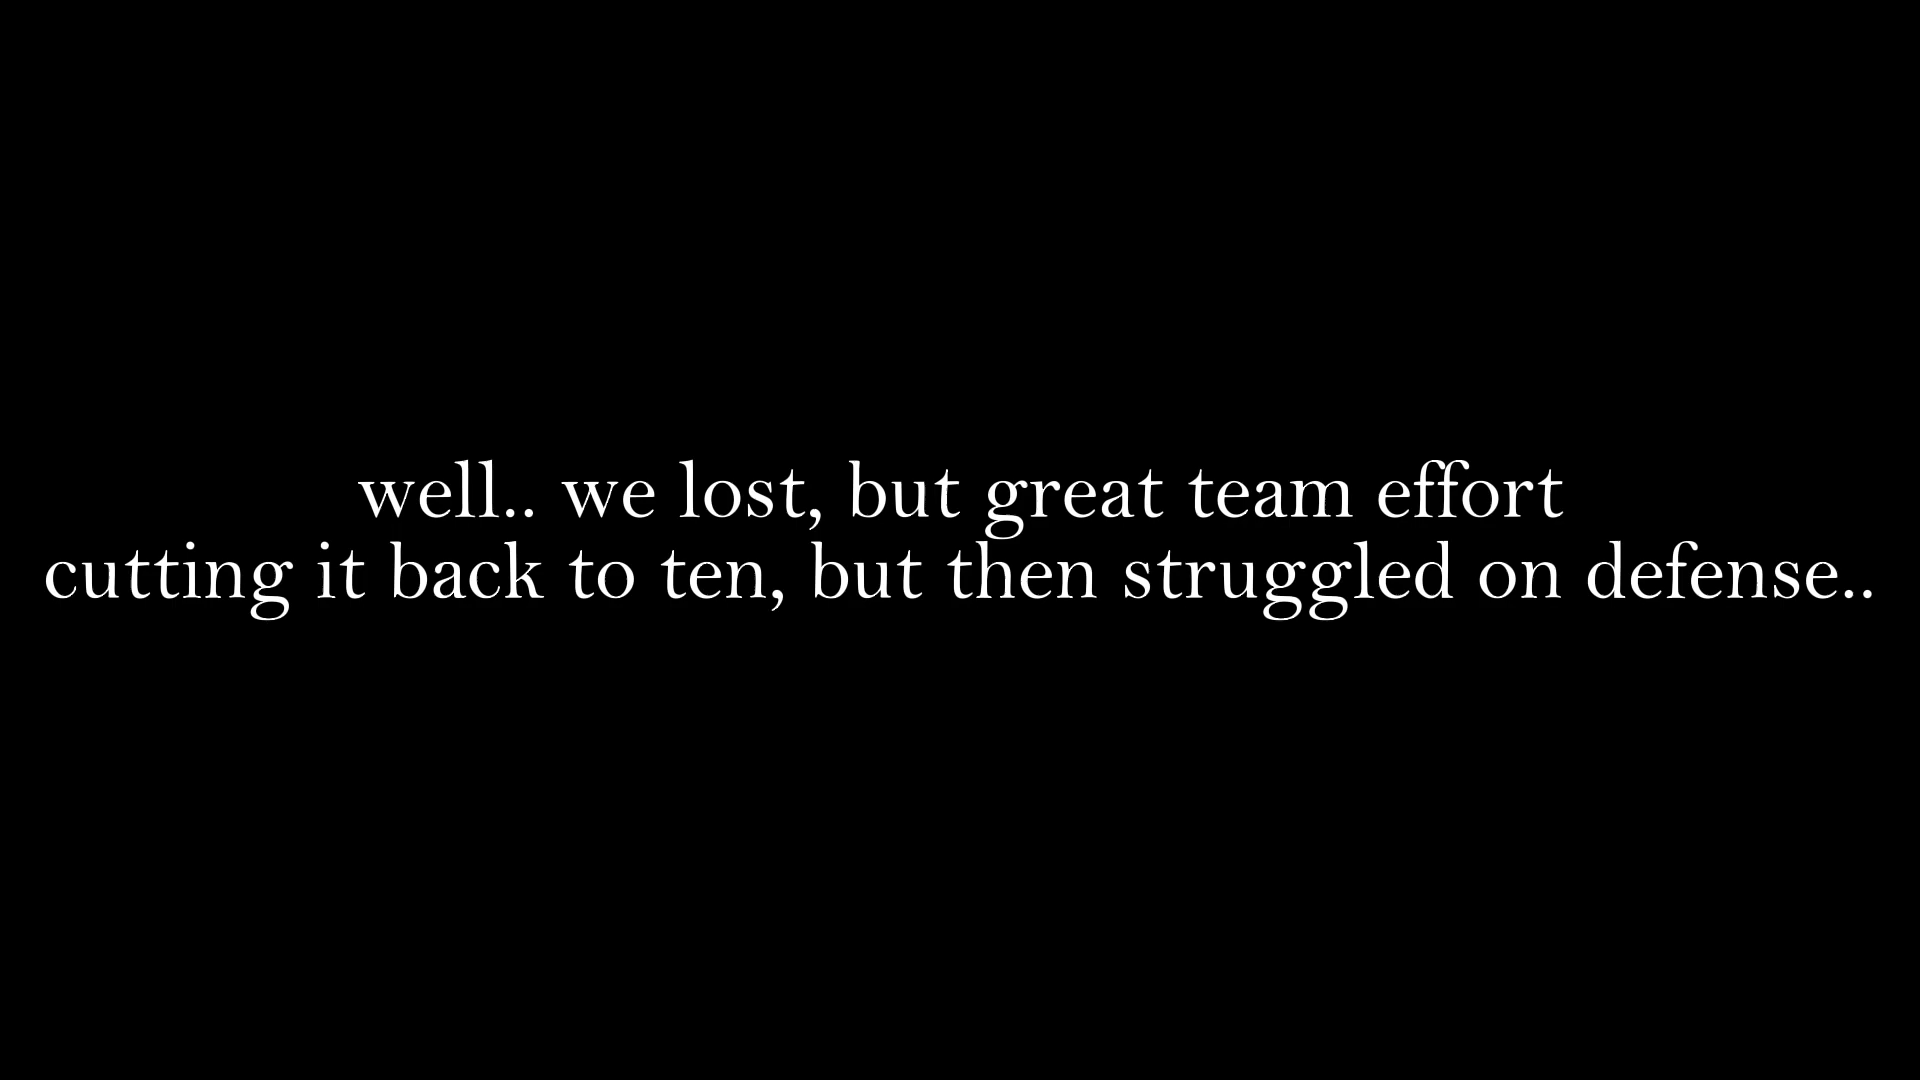 well.. we lost, but great team effort
cutting it back to ten, but then struggled on defense..